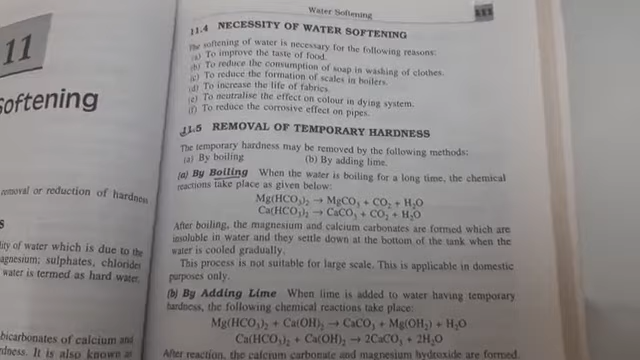 11
Softening
removal or reduction of hardness
s
lity of water which is due to the
agnesium; sulphates, chlorides
water is termed as hard water.
bicarbonates of calcium and
rdness. It is also known as
Water Softening
111
11.4 NECESSITY OF WATER SOFTENING
The softening of water is necessary for the following reasons:
(a) To improve the taste of food.
(b) To reduce the consumption of soap in washing of clothes.
(c) To reduce the formation of scales in boilers.
(d) To increase the life of fabrics.
(e) To neutralise the effect on colour in dying system.
(f) To reduce the corrosive effect on pipes.
11.5 REMOVAL OF TEMPORARY HARDNESS
The temporary hardness may be removed by the following methods:
(a) By boiling (b) By adding lime.
(a) By Boiling When the water is boiling for a long time, the chemical
reactions take place as given below:
Mg(HCO3)2 → MgCO3 + CO2 + H2O
Ca(HCO3)2 → CaCO3 + CO2 + H2O
After boiling, the magnesium and calcium carbonates are formed which are
insoluble in water and they settle down at the bottom of the tank when the
water is cooled gradually.
This process is not suitable for large scale. This is applicable in domestic
purposes only.
(b) By Adding Lime When lime is added to water having temporary
hardness, the following chemical reactions take place:
Mg(HCO3)2 + Ca(OH)2 → CaCO3 + Mg(OH)2 + H2O
Ca(HCO3)2 + Ca(OH)2 → 2CaCO3 + 2H2O
After reaction, the calcium carbonate and magnesium hydroxide are formed.